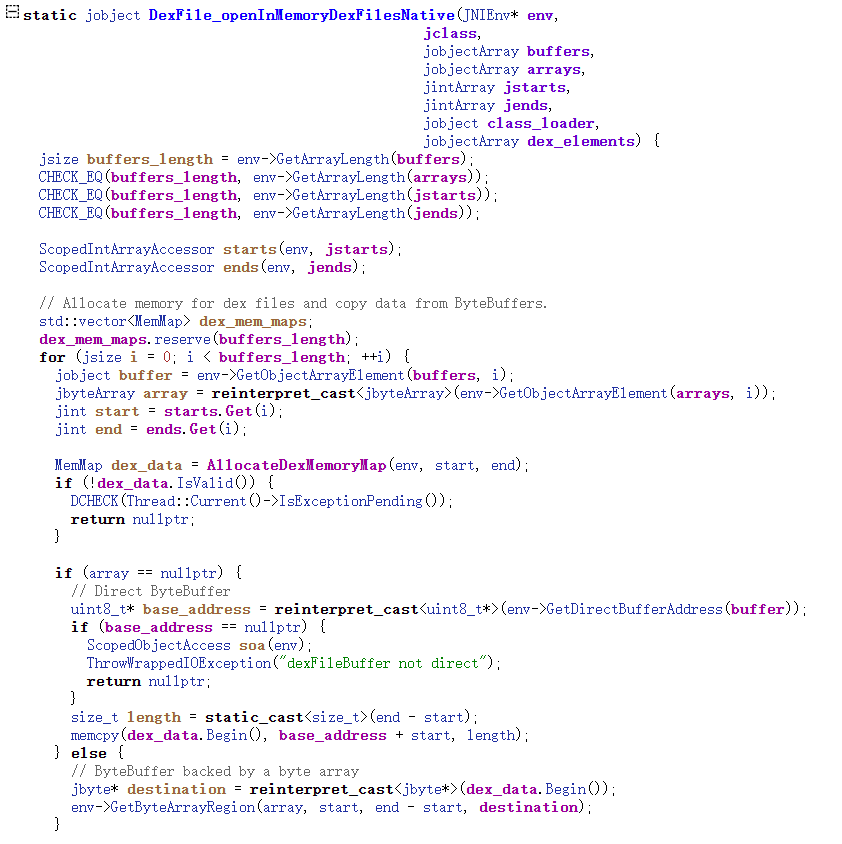 static jobject DexFile_openInMemoryDexFilesNative(JNIEnv* env,
                                                  jclass,
                                                  jobjectArray buffers,
                                                  jobjectArray arrays,
                                                  jintArray jstarts,
                                                  jintArray jends,
                                                  jobject class_loader,
                                                  jobjectArray dex_elements) {
  jsize buffers_length = env->GetArrayLength(buffers);
  CHECK_EQ(buffers_length, env->GetArrayLength(arrays));
  CHECK_EQ(buffers_length, env->GetArrayLength(jstarts));
  CHECK_EQ(buffers_length, env->GetArrayLength(jends));

  ScopedIntArrayAccessor starts(env, jstarts);
  ScopedIntArrayAccessor ends(env, jends);

  // Allocate memory for dex files and copy data from ByteBuffers.
  std::vector<MemMap> dex_mem_maps;
  dex_mem_maps.reserve(buffers_length);
  for (jsize i = 0; i < buffers_length; ++i) {
    jobject buffer = env->GetObjectArrayElement(buffers, i);
    jbyteArray array = reinterpret_cast<jbyteArray>(env->GetObjectArrayElement(arrays, i));
    jint start = starts.Get(i);
    jint end = ends.Get(i);

    MemMap dex_data = AllocateDexMemoryMap(env, start, end);
    if (!dex_data.IsValid()) {
      DCHECK(Thread::Current()->IsExceptionPending());
      return nullptr;
    }

    if (array == nullptr) {
      // Direct ByteBuffer
      uint8_t* base_address = reinterpret_cast<uint8_t*>(env->GetDirectBufferAddress(buffer));
      if (base_address == nullptr) {
        ScopedObjectAccess soa(env);
        ThrowWrappedIOException("dexFileBuffer not direct");
        return nullptr;
      }
      size_t length = static_cast<size_t>(end - start);
      memcpy(dex_data.Begin(), base_address + start, length);
    } else {
      // ByteBuffer backed by a byte array
      jbyte* destination = reinterpret_cast<jbyte*>(dex_data.Begin());
      env->GetByteArrayRegion(array, start, end - start, destination);
    }